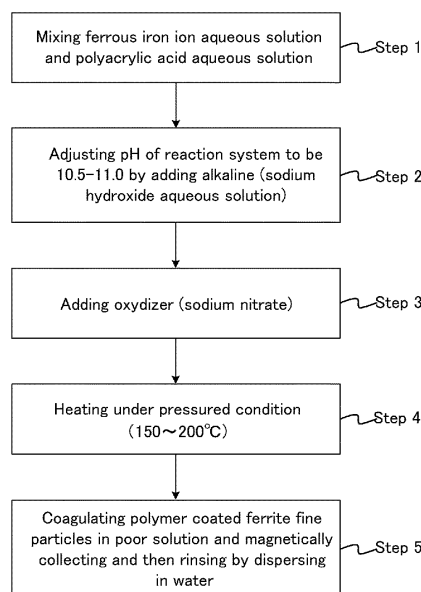 Mixing ferrous iron ion aqueous solution
and polyacrylic acid aqueous solution
Step 1
Adjusting pH of reaction system to be
10.5-11.0 by adding alkaline (sodium
hydroxide aqueous solution)
Step 2
Adding oxydizer (sodium nitrate)
Step 3
Heating under pressured condition
(150～200℃)
Step 4
Coagulating polymer coated ferrite fine
particles in poor solution and magnetically
collecting and then rinsing by dispersing
in water
Step 5